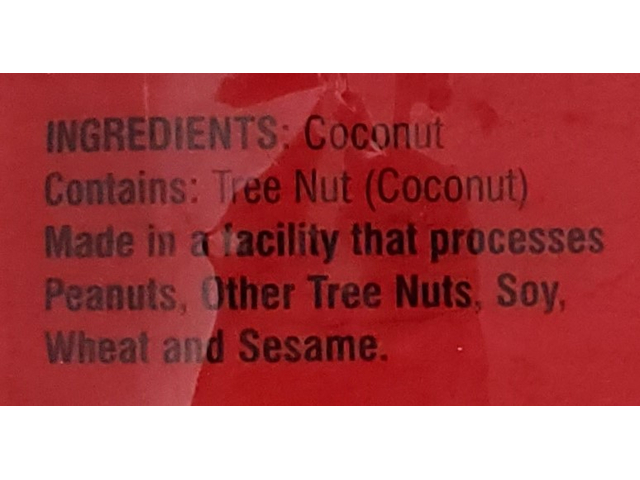 INGREDIENTS: Coconut
Contains: Tree Nut (Coconut)
Made in a facility that processes
Peanuts, Other Tree Nuts, Soy,
Wheat and Sesame.